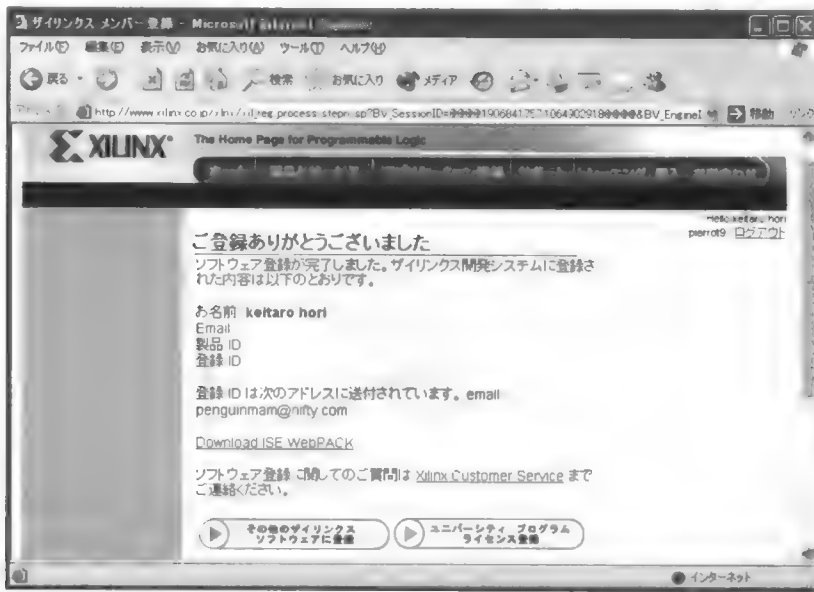 ザイリンクス メンバー登録 - Microsoft Internet
ファイル(F) 編集(E) 表示(V) お気に入り(A) ツール(T) ヘルプ(H)
戻る 検索 お気に入り メディア
移動
XILINX The Home Page for Programmable Logic
Hello keitaro hori
pierrot9 ログアウト
ご登録ありがとうございました
ソフトウェア登録が完了しました。ザイリンクス開発システムに登録さ
れた内容は以下のとおりです。
お名前 keitaro hori
Email
製品 ID
登録 ID
登録 ID は次のアドレスに送付されています。email
penguinmam@nifty.com
Download ISE WebPACK
ソフトウェア登録 に関してのご質問は Xilinx Customer Service まで
ご連絡ください。
その他のザイリンクス
ソフトウェアに登録
ユニバーシティ プログラム
ライセンス登録
インターネット